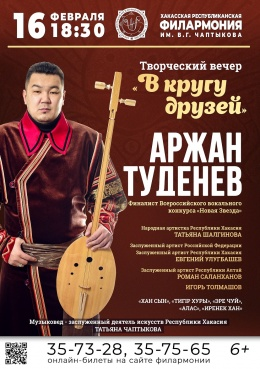 16 ФЕВРАЛЯ
18:30
ХАКАССКАЯ РЕСПУБЛИКАНСКАЯ
ФИЛАРМОНИЯ
ИМ. В.Г. ЧАПТЫКОВА
Творческий вечер
«В кругу
друзей»
АРЖАН
ТУДЕНЕВ
Финалист Всероссийского вокального
конкурса «Новая Звезда»
Народная артистка Республики Хакасия
ТАТЬЯНА ШАЛГИНОВА
Заслуженный артист Российской Федерации
Заслуженный артист Республики Хакасия
ЕВГЕНИЙ УЛУГБАШЕВ
Заслуженный артист Республики Алтай
РОМАН САЛАНХАНОВ
ИГОРЬ ТОЛМАШОВ
«ХАН СЫН», «ТИГIР ХУРЫ», «ЭРЕ ЧУЙ»,
«АЛАС», «ИРЕНЕК ХАН»
Музыковед - заслуженный деятель искусств Республики Хакасия
ТАТЬЯНА ЧАПТЫКОВА
35-73-28, 35-75-65
6+
онлайн-билеты на сайте филармонии